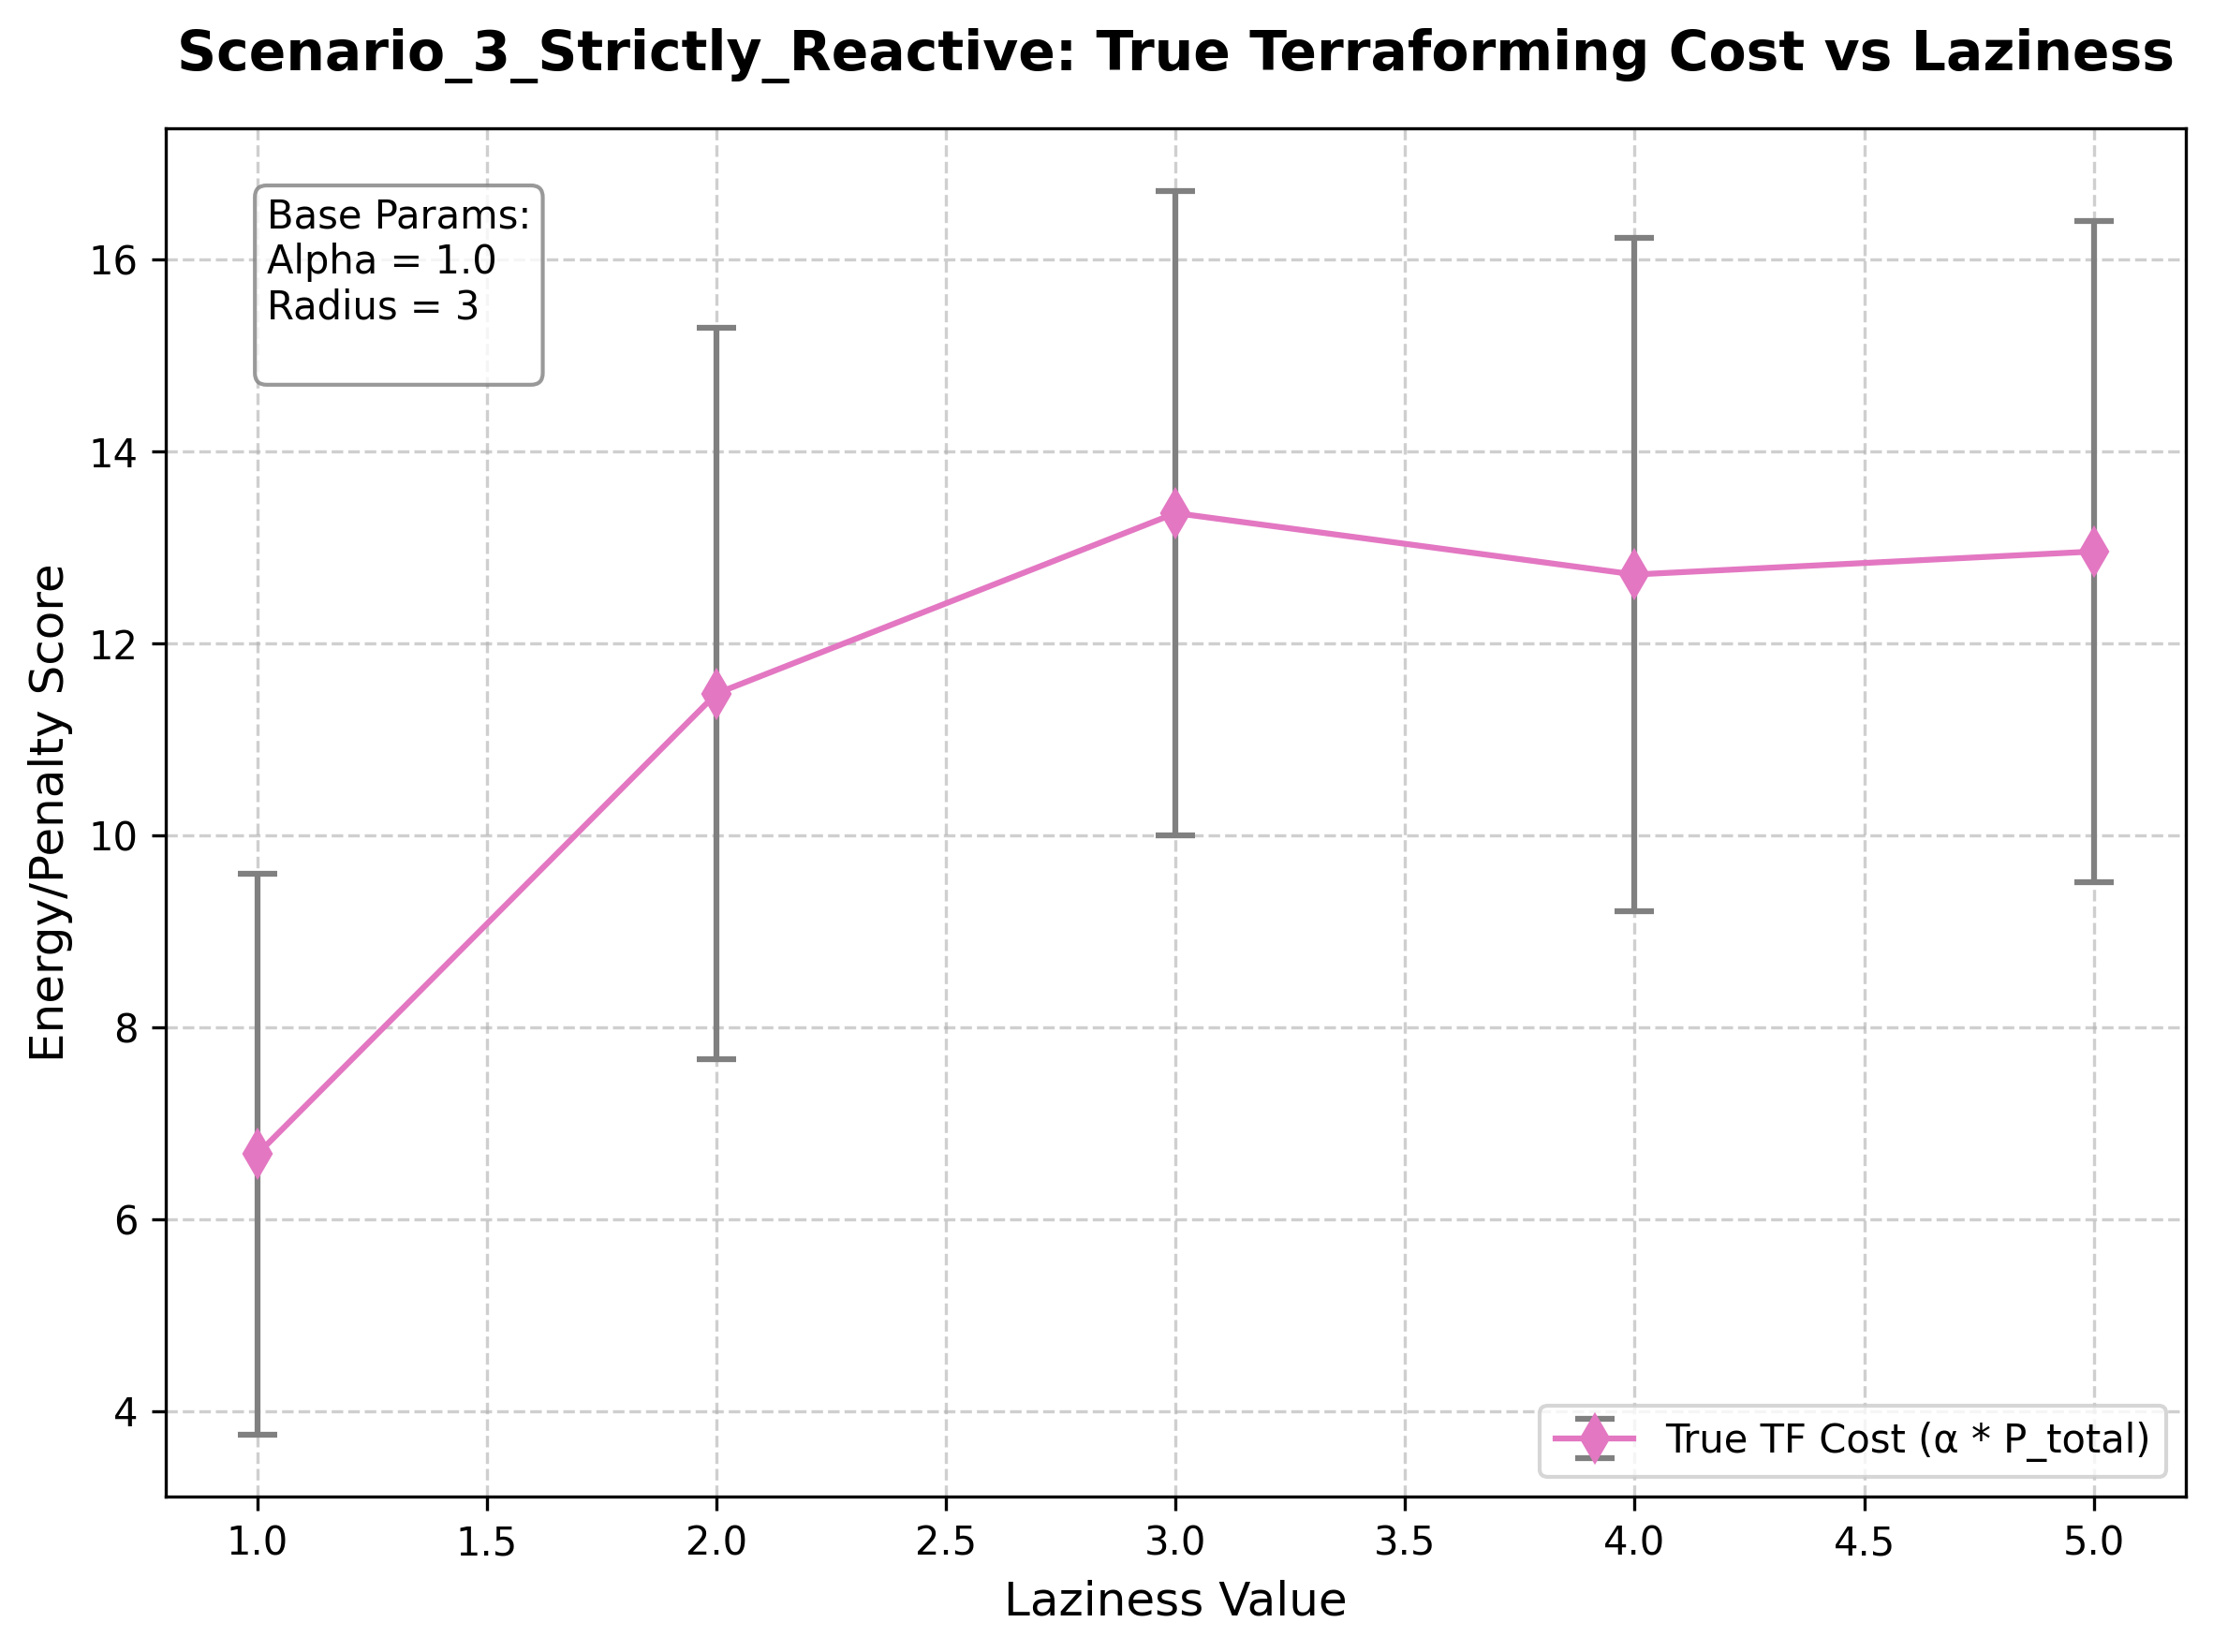 Scenario_3_Strictly_Reactive: True Terraforming Cost vs Laziness
Base Params:
Alpha = 1.0
Radius = 3
Energy/Penalty Score
16
14
12
10
8
6
4
True TF Cost (α * P_total)
1.0 1.5 2.0 2.5 3.0 3.5 4.0 4.5 5.0
Laziness Value